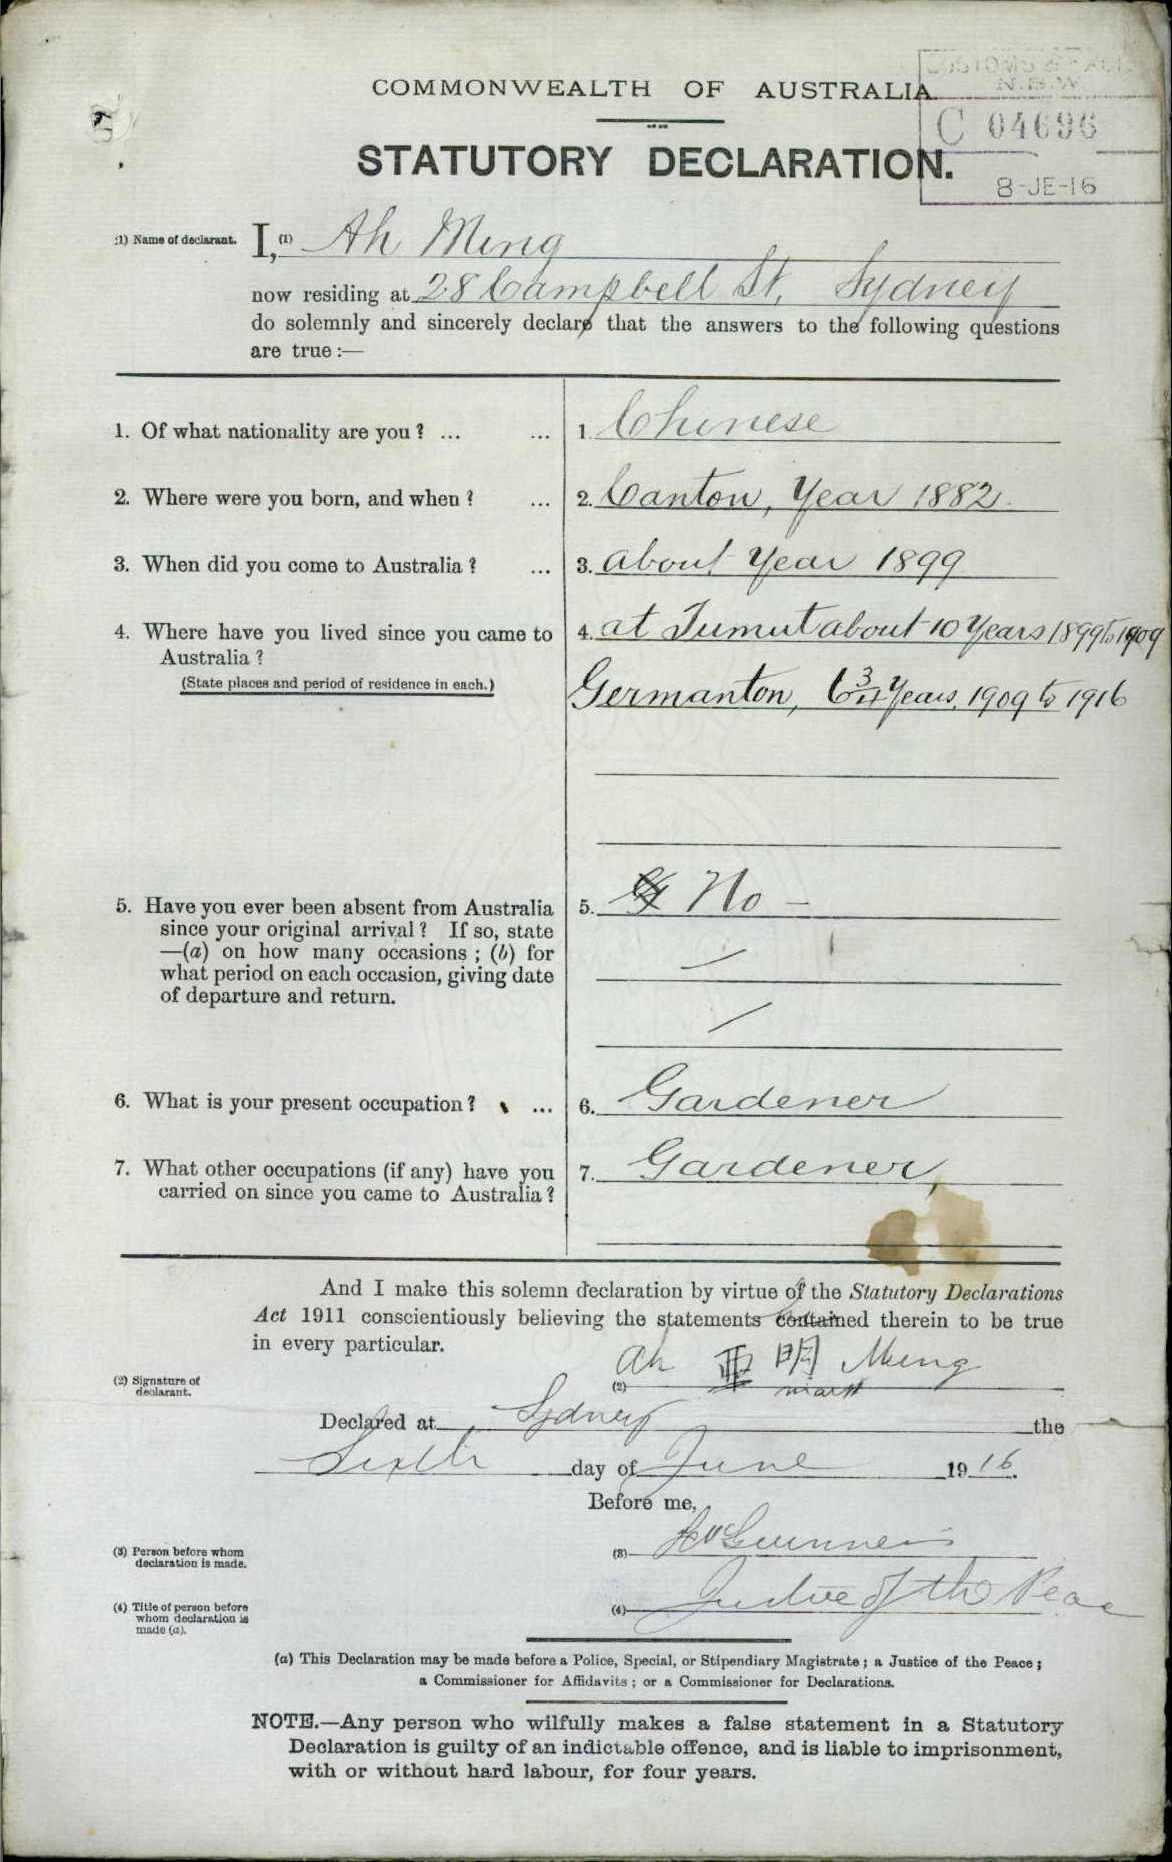 COMMONWEALTH OF AUSTRALIA
N.S.W.
C 04696
8-JE-16
STATUTORY DECLARATION.
(1) Name of declarant. I, (1) Ah Ming
now residing at 28 Campbell St, Sydney
do solemnly and sincerely declare that the answers to the following questions
are true :—
1. Of what nationality are you ? ... ... 1. Chinese
2. Where were you born, and when ? ... 2. Canton, Year 1882.
3. When did you come to Australia ? ... 3. about Year 1899
4. Where have you lived since you came to 4. at Tumut about 10 Years 1899 to 1909
Australia ?
(State places and period of residence in each.) Germanton, 6 3/4 Years, 1909 to 1916
5. Have you ever been absent from Australia 5. No —
since your original arrival ? If so, state
—(a) on how many occasions ; (b) for
what period on each occasion, giving date
of departure and return.
6. What is your present occupation ? ... 6. Gardener
7. What other occupations (if any) have you 7. Gardener,
carried on since you came to Australia ?
And I make this solemn declaration by virtue of the Statutory Declarations
Act 1911 conscientiously believing the statements contained therein to be true
in every particular.
(2) Signature of
declarant.
Ah 亜明 Ming
(2) mark
Declared at Sydney the
Sixth day of June 1916.
Before me,
(3) Person before whom
declaration is made.
(3)
(4) Title of person before
whom declaration is
made (a).
(4) Justice of the Peace
(a) This Declaration may be made before a Police, Special, or Stipendiary Magistrate ; a Justice of the Peace ;
a Commissioner for Affidavits ; or a Commissioner for Declarations.
NOTE.—Any person who wilfully makes a false statement in a Statutory
Declaration is guilty of an indictable offence, and is liable to imprisonment,
with or without hard labour, for four years.